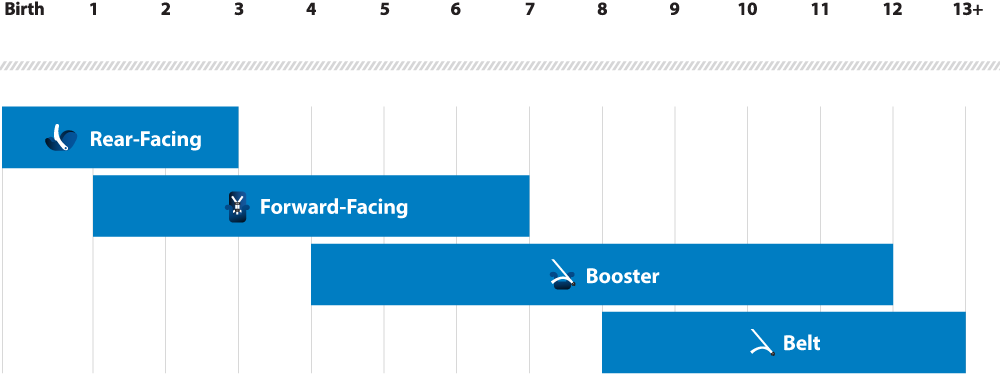 Birth 1 2 3 4 5 6 7 8 9 10 11 12 13+
Rear-Facing
Forward-Facing
Booster
Belt